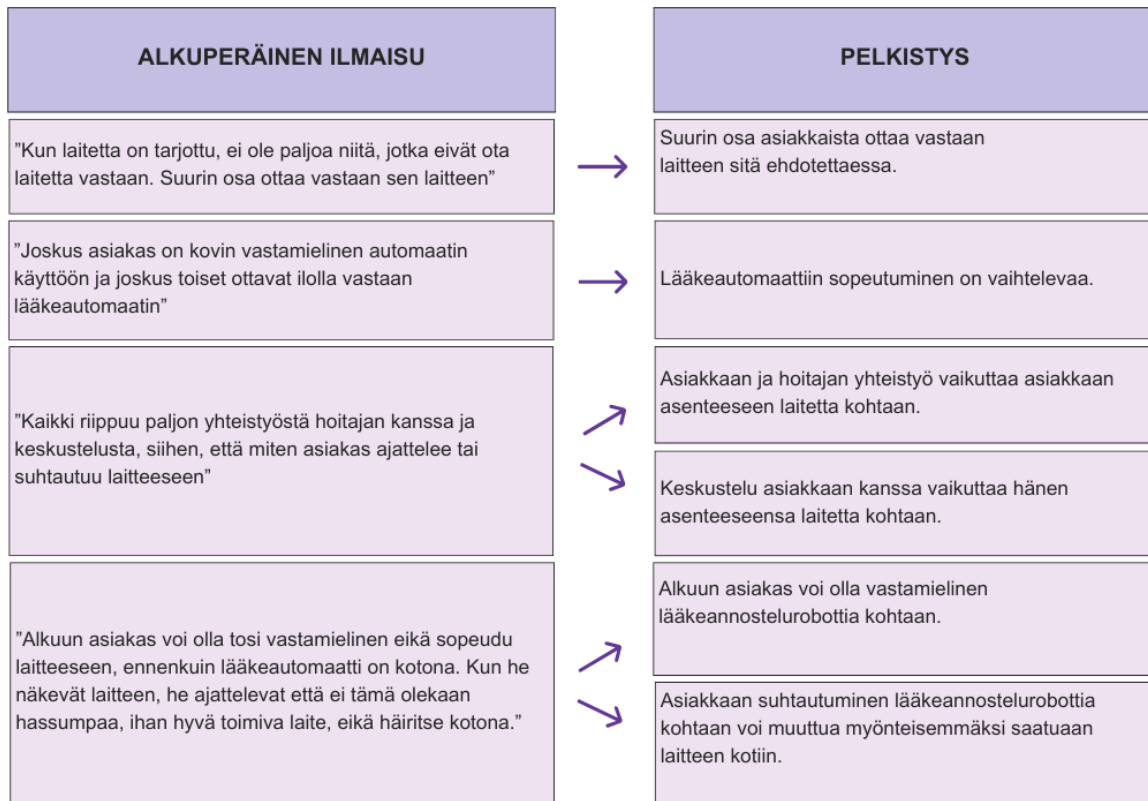 ALKUPERÄINEN ILMAISU
PELKISTYS
”Kun laitetta on tarjottu, ei ole paljoa niitä, jotka eivät ota
laitetta vastaan. Suurin osa ottaa vastaan sen laitteen”
Suurin osa asiakkaista ottaa vastaan
laitteen sitä ehdotettaessa.
”Joskus asiakas on kovin vastamielinen automaatin
käyttöön ja joskus toiset ottavat ilolla vastaan
lääkeautomaatin”
Lääkeautomaattiin sopeutuminen on vaihtelevaa.
”Kaikki riippuu paljon yhteistyöstä hoitajan kanssa ja
keskustelusta, siihen, että miten asiakas ajattelee tai
suhtautuu laitteeseen”
Asiakkaan ja hoitajan yhteistyö vaikuttaa asiakkaan
asenteeseen laitetta kohtaan.
Keskustelu asiakkaan kanssa vaikuttaa hänen
asenteeseensa laitetta kohtaan.
”Alkuun asiakas voi olla tosi vastamielinen eikä sopeudu
laitteeseen, ennenkuin lääkeautomaatti on kotona. Kun he
näkevät laitteen, he ajattelevat että ei tämä olekaan
hassumpaa, ihan hyvä toimiva laite, eikä häiritse kotona.”
Alkuun asiakas voi olla vastamielinen
lääkeannostelurobottia kohtaan.
Asiakkaan suhtautuminen lääkeannostelurobottia
kohtaan voi muuttua myönteisemmäksi saatuaan
laitteen kotiin.